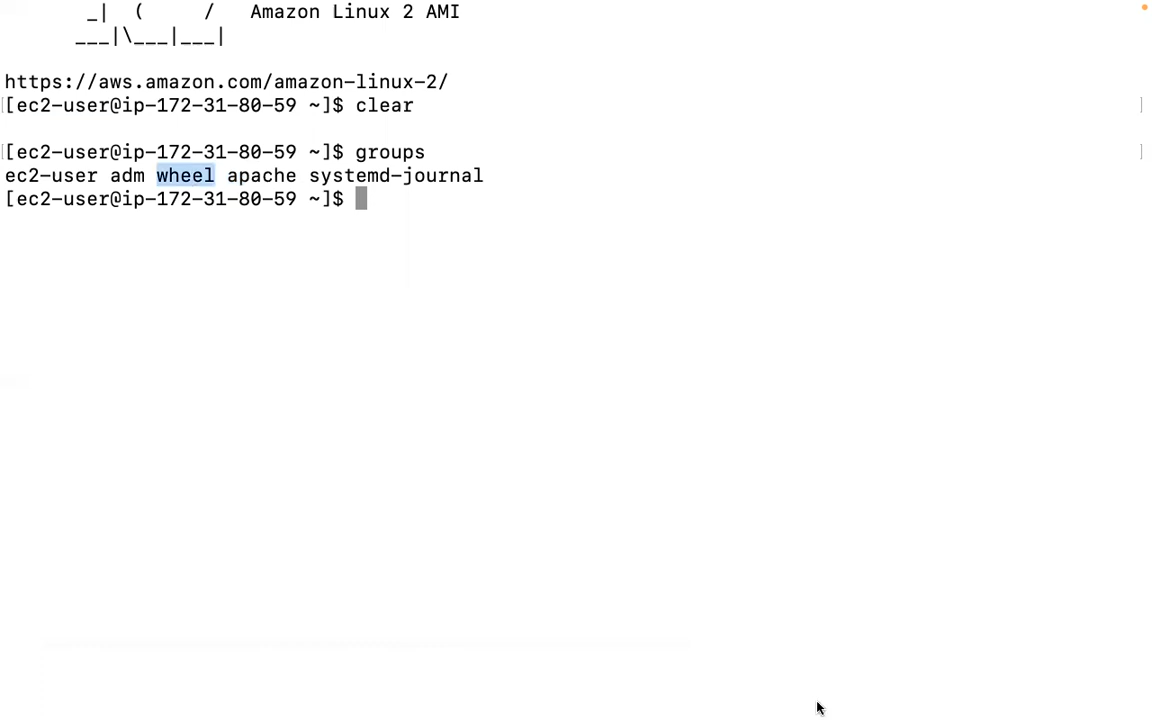 _|  (     /   Amazon Linux 2 AMI
___|\___|___|
https://aws.amazon.com/amazon-linux-2/
[ec2-user@ip-172-31-80-59 ~]$ clear
[ec2-user@ip-172-31-80-59 ~]$ groups
ec2-user adm wheel apache systemd-journal
[ec2-user@ip-172-31-80-59 ~]$